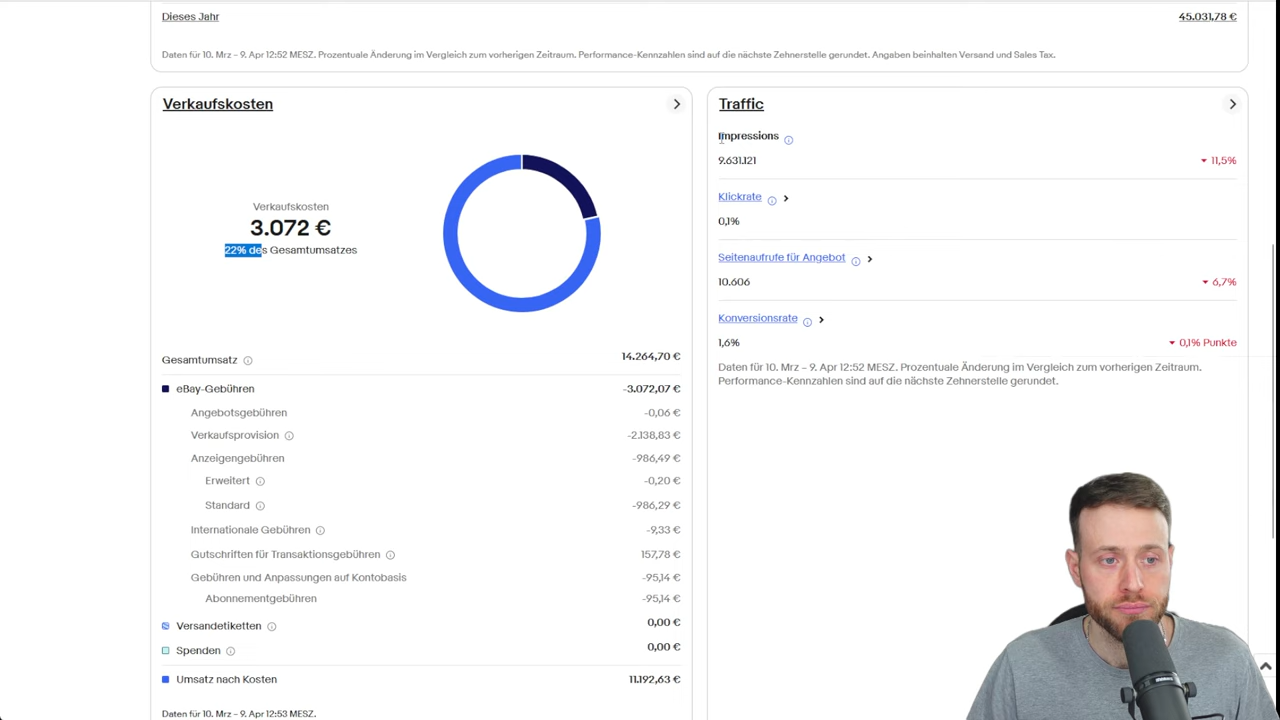 Dieses Jahr
45.031,78 €
Daten für 10. Mrz – 9. Apr 12:52 MESZ. Prozentuale Änderung im Vergleich zum vorherigen Zeitraum. Performance-Kennzahlen sind auf die nächste Zehnerstelle gerundet. Angaben beinhalten Versand und Sales Tax.
Verkaufskosten
Verkaufskosten
3.072 €
22% des Gesamtumsatzes
Gesamtumsatz
14.264,70 €
eBay-Gebühren
-3.072,07 €
Angebotsgebühren
-0,06 €
Verkaufsprovision
-2.138,83 €
Anzeigengebühren
-986,49 €
Erweitert
-0,20 €
Standard
-986,29 €
Internationale Gebühren
-9,33 €
Gutschriften für Transaktionsgebühren
157,78 €
Gebühren und Anpassungen auf Kontobasis
-95,14 €
Abonnementgebühren
-95,14 €
Versandetiketten
0,00 €
Spenden
0,00 €
Umsatz nach Kosten
11.192,63 €
Daten für 10. Mrz – 9. Apr 12:53 MESZ.
Traffic
Impressions
9.631.121
11,5%
Klickrate
0,1%
Seitenaufrufe für Angebot
10.606
6,7%
Konversionsrate
1,6%
0,1% Punkte
Daten für 10. Mrz – 9. Apr 12:52 MESZ. Prozentuale Änderung im Vergleich zum vorherigen Zeitraum.
Performance-Kennzahlen sind auf die nächste Zehnerstelle gerundet.